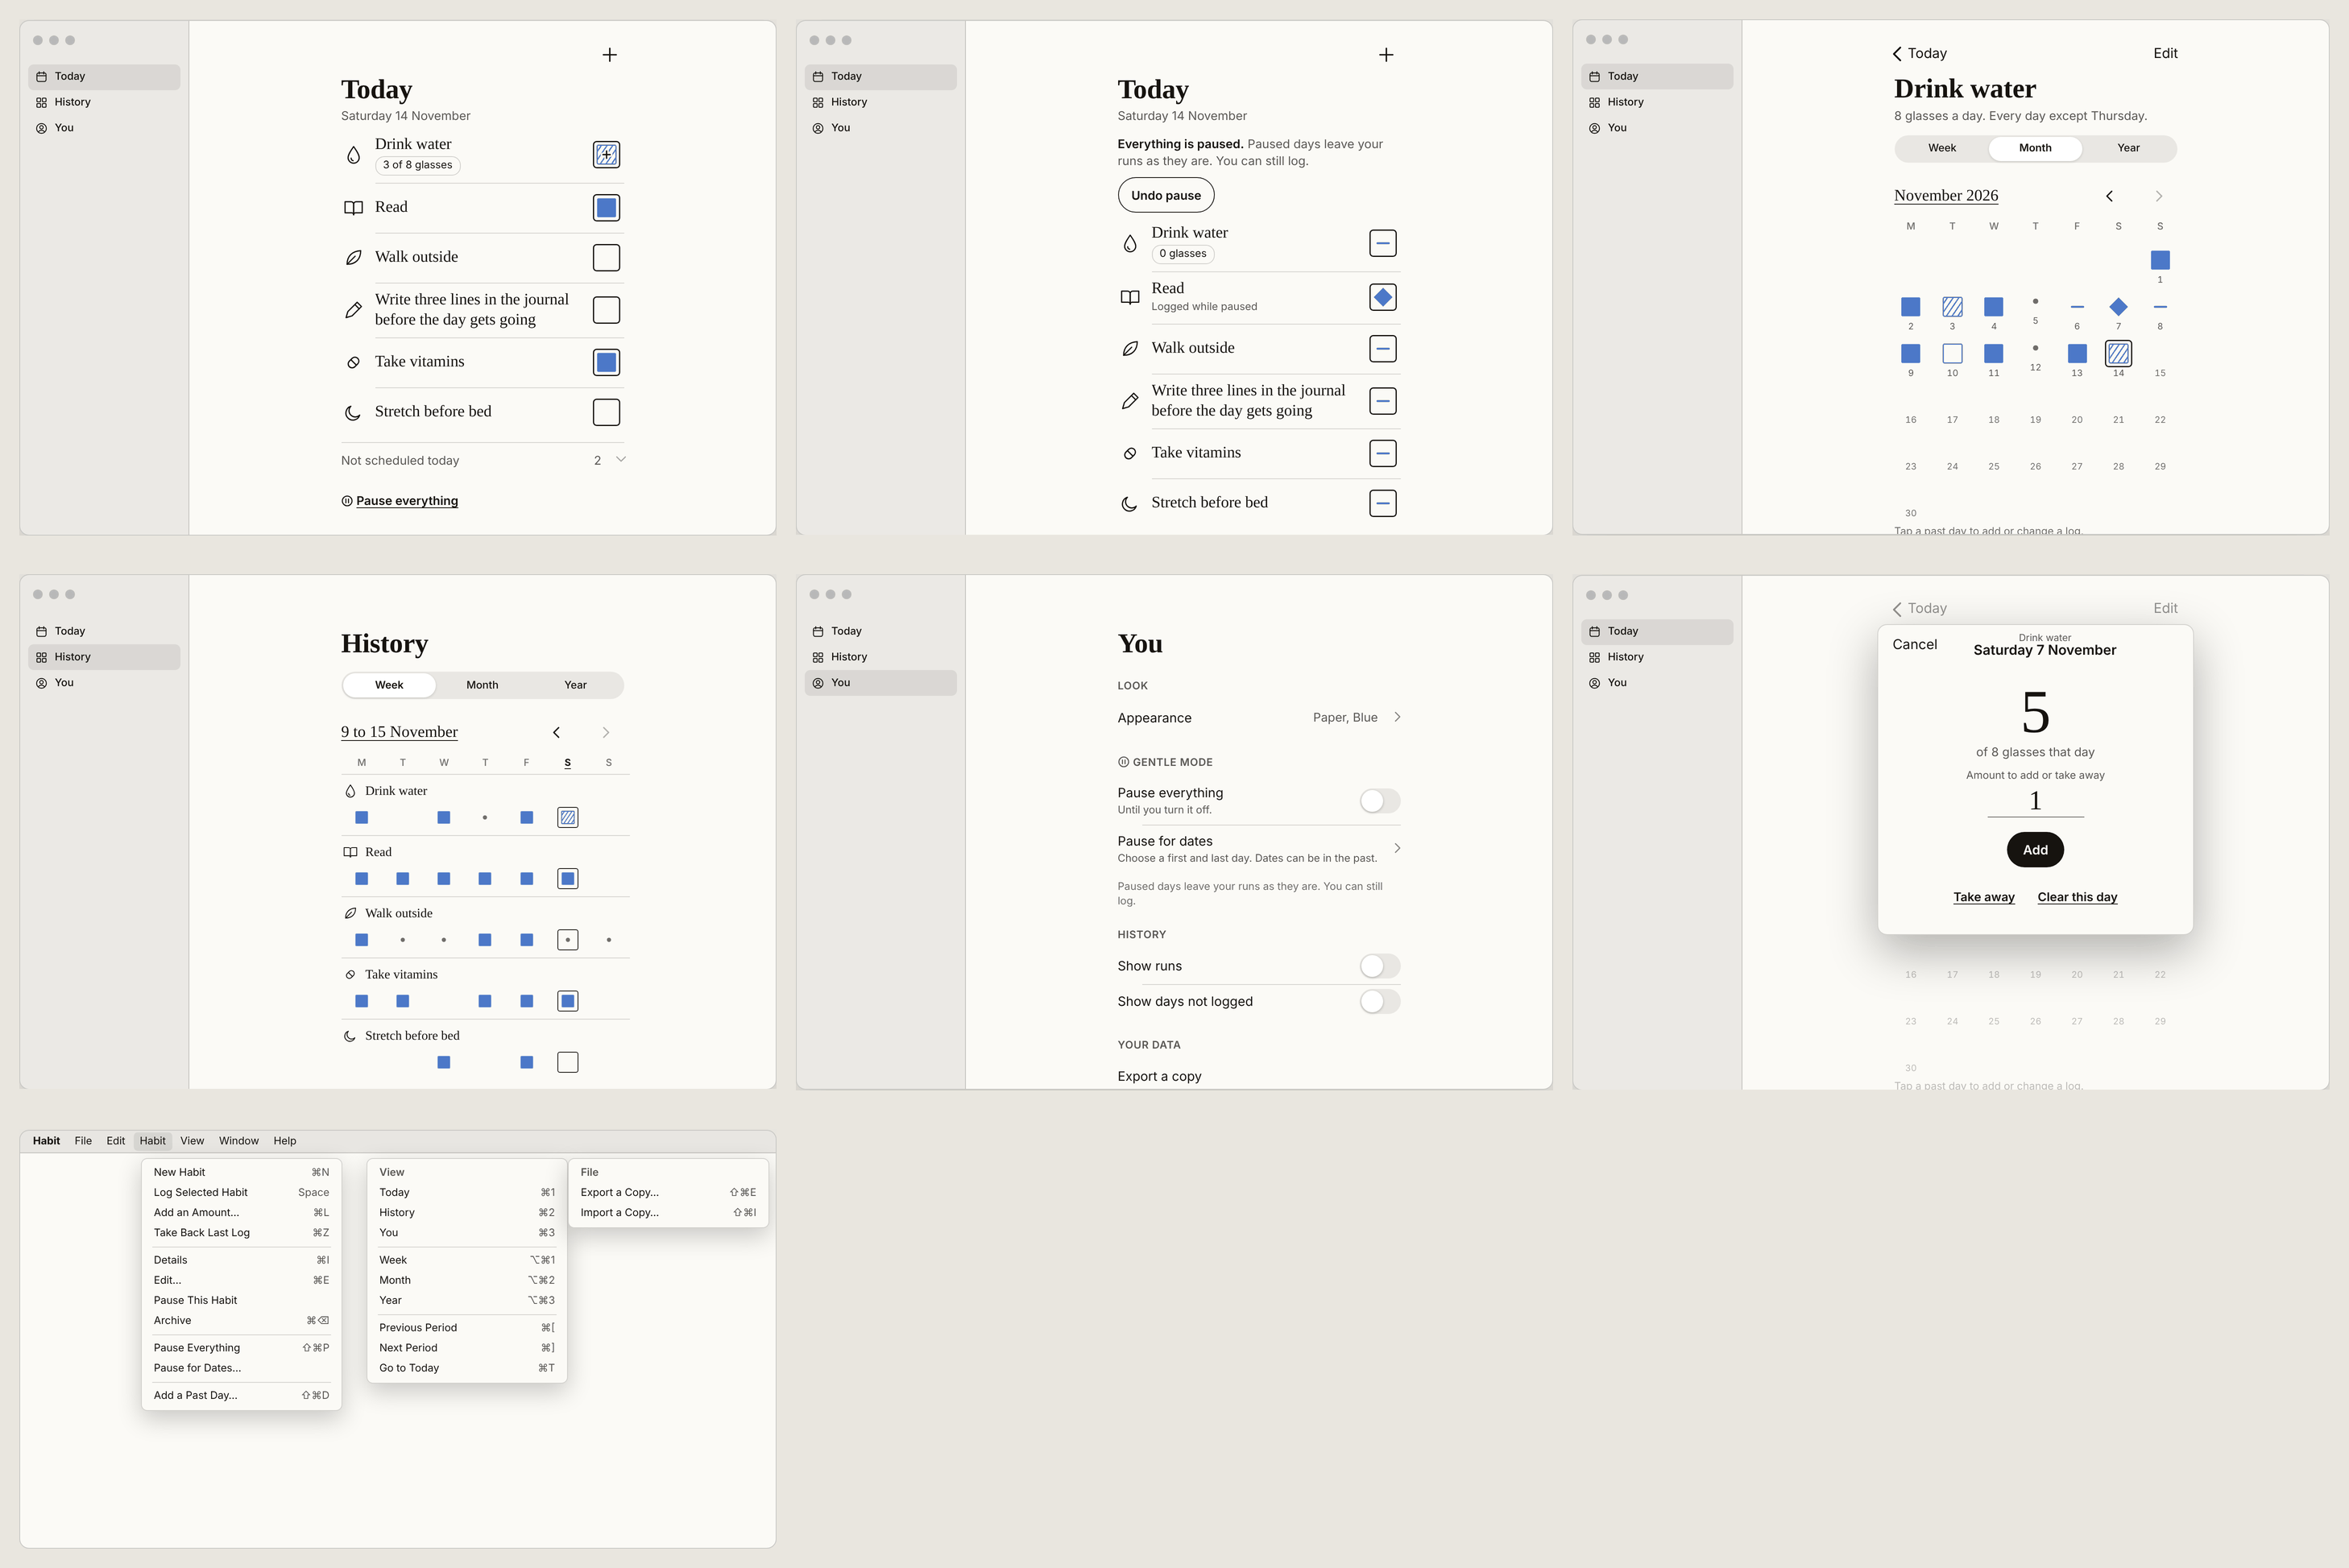 Today
History
You
Today
Saturday 14 November
Drink water
3 of 8 glasses
Read
Walk outside
Write three lines in the journal
before the day gets going
Take vitamins
Stretch before bed
Not scheduled today 2
Pause everything
Today
History
You
Today
Saturday 14 November
Everything is paused. Paused days leave your
runs as they are. You can still log.
Undo pause
Drink water
0 glasses
Read
Logged while paused
Walk outside
Write three lines in the journal
before the day gets going
Take vitamins
Stretch before bed
Today
History
You
Today Edit
Drink water
8 glasses a day. Every day except Thursday.
Week Month Year
November 2026
M T W T F S S
1
2 3 4 5 6 7 8
9 10 11 12 13 14 15
16 17 18 19 20 21 22
23 24 25 26 27 28 29
30
Tap a past day to add or change a log.
Today
History
You
History
Week Month Year
9 to 15 November
M T W T F S S
Drink water
Read
Walk outside
Take vitamins
Stretch before bed
Today
History
You
You
LOOK
Appearance Paper, Blue
GENTLE MODE
Pause everything
Until you turn it off.
Pause for dates
Choose a first and last day. Dates can be in the past.
Paused days leave your runs as they are. You can still
log.
HISTORY
Show runs
Show days not logged
YOUR DATA
Export a copy
Today
History
You
Today Edit
Cancel
Drink water
Saturday 7 November
5
of 8 glasses that day
Amount to add or take away
1
Add
Take away Clear this day
16 17 18 19 20 21 22
23 24 25 26 27 28 29
30
Tap a past day to add or change a log.
Habit File Edit Habit View Window Help
New Habit ⌘N
Log Selected Habit Space
Add an Amount... ⌘L
Take Back Last Log ⌘Z
Details ⌘I
Edit... ⌘E
Pause This Habit
Archive ⌘⌫
Pause Everything ⇧⌘P
Pause for Dates...
Add a Past Day... ⇧⌘D
View
Today ⌘1
History ⌘2
You ⌘3
Week ⌥⌘1
Month ⌥⌘2
Year ⌥⌘3
Previous Period ⌘[
Next Period ⌘]
Go to Today ⌘T
File
Export a Copy... ⇧⌘E
Import a Copy... ⇧⌘I